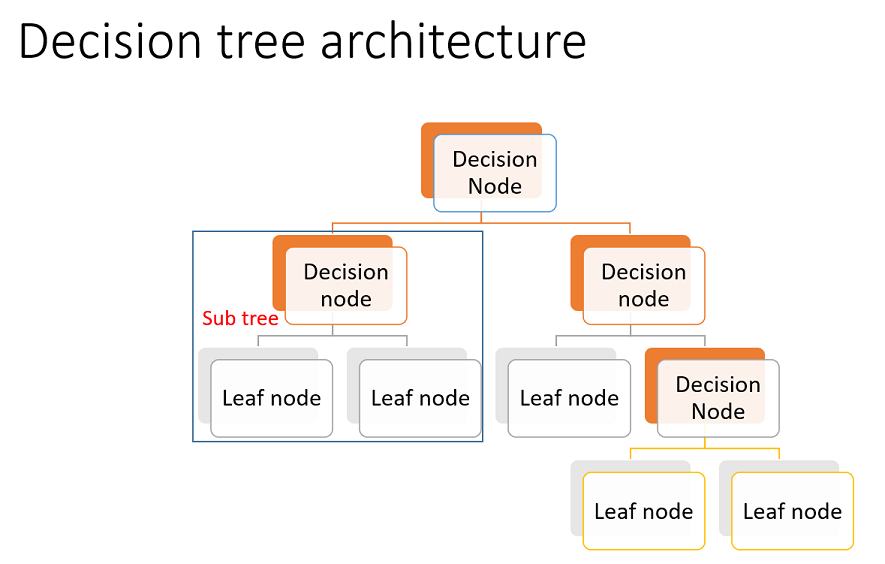 Decision tree architecture
Decision
Node
Decision
node
Decision
node
Sub tree
Leaf node
Leaf node
Leaf node
Decision
Node
Leaf node
Leaf node